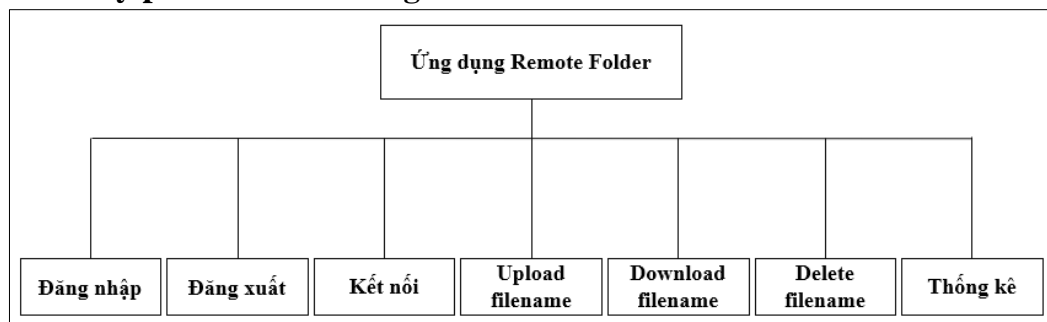 Ứng dụng Remote Folder
Đăng nhập
Đăng xuất
Kết nối
Upload
filename
Download
filename
Delete
filename
Thống kê